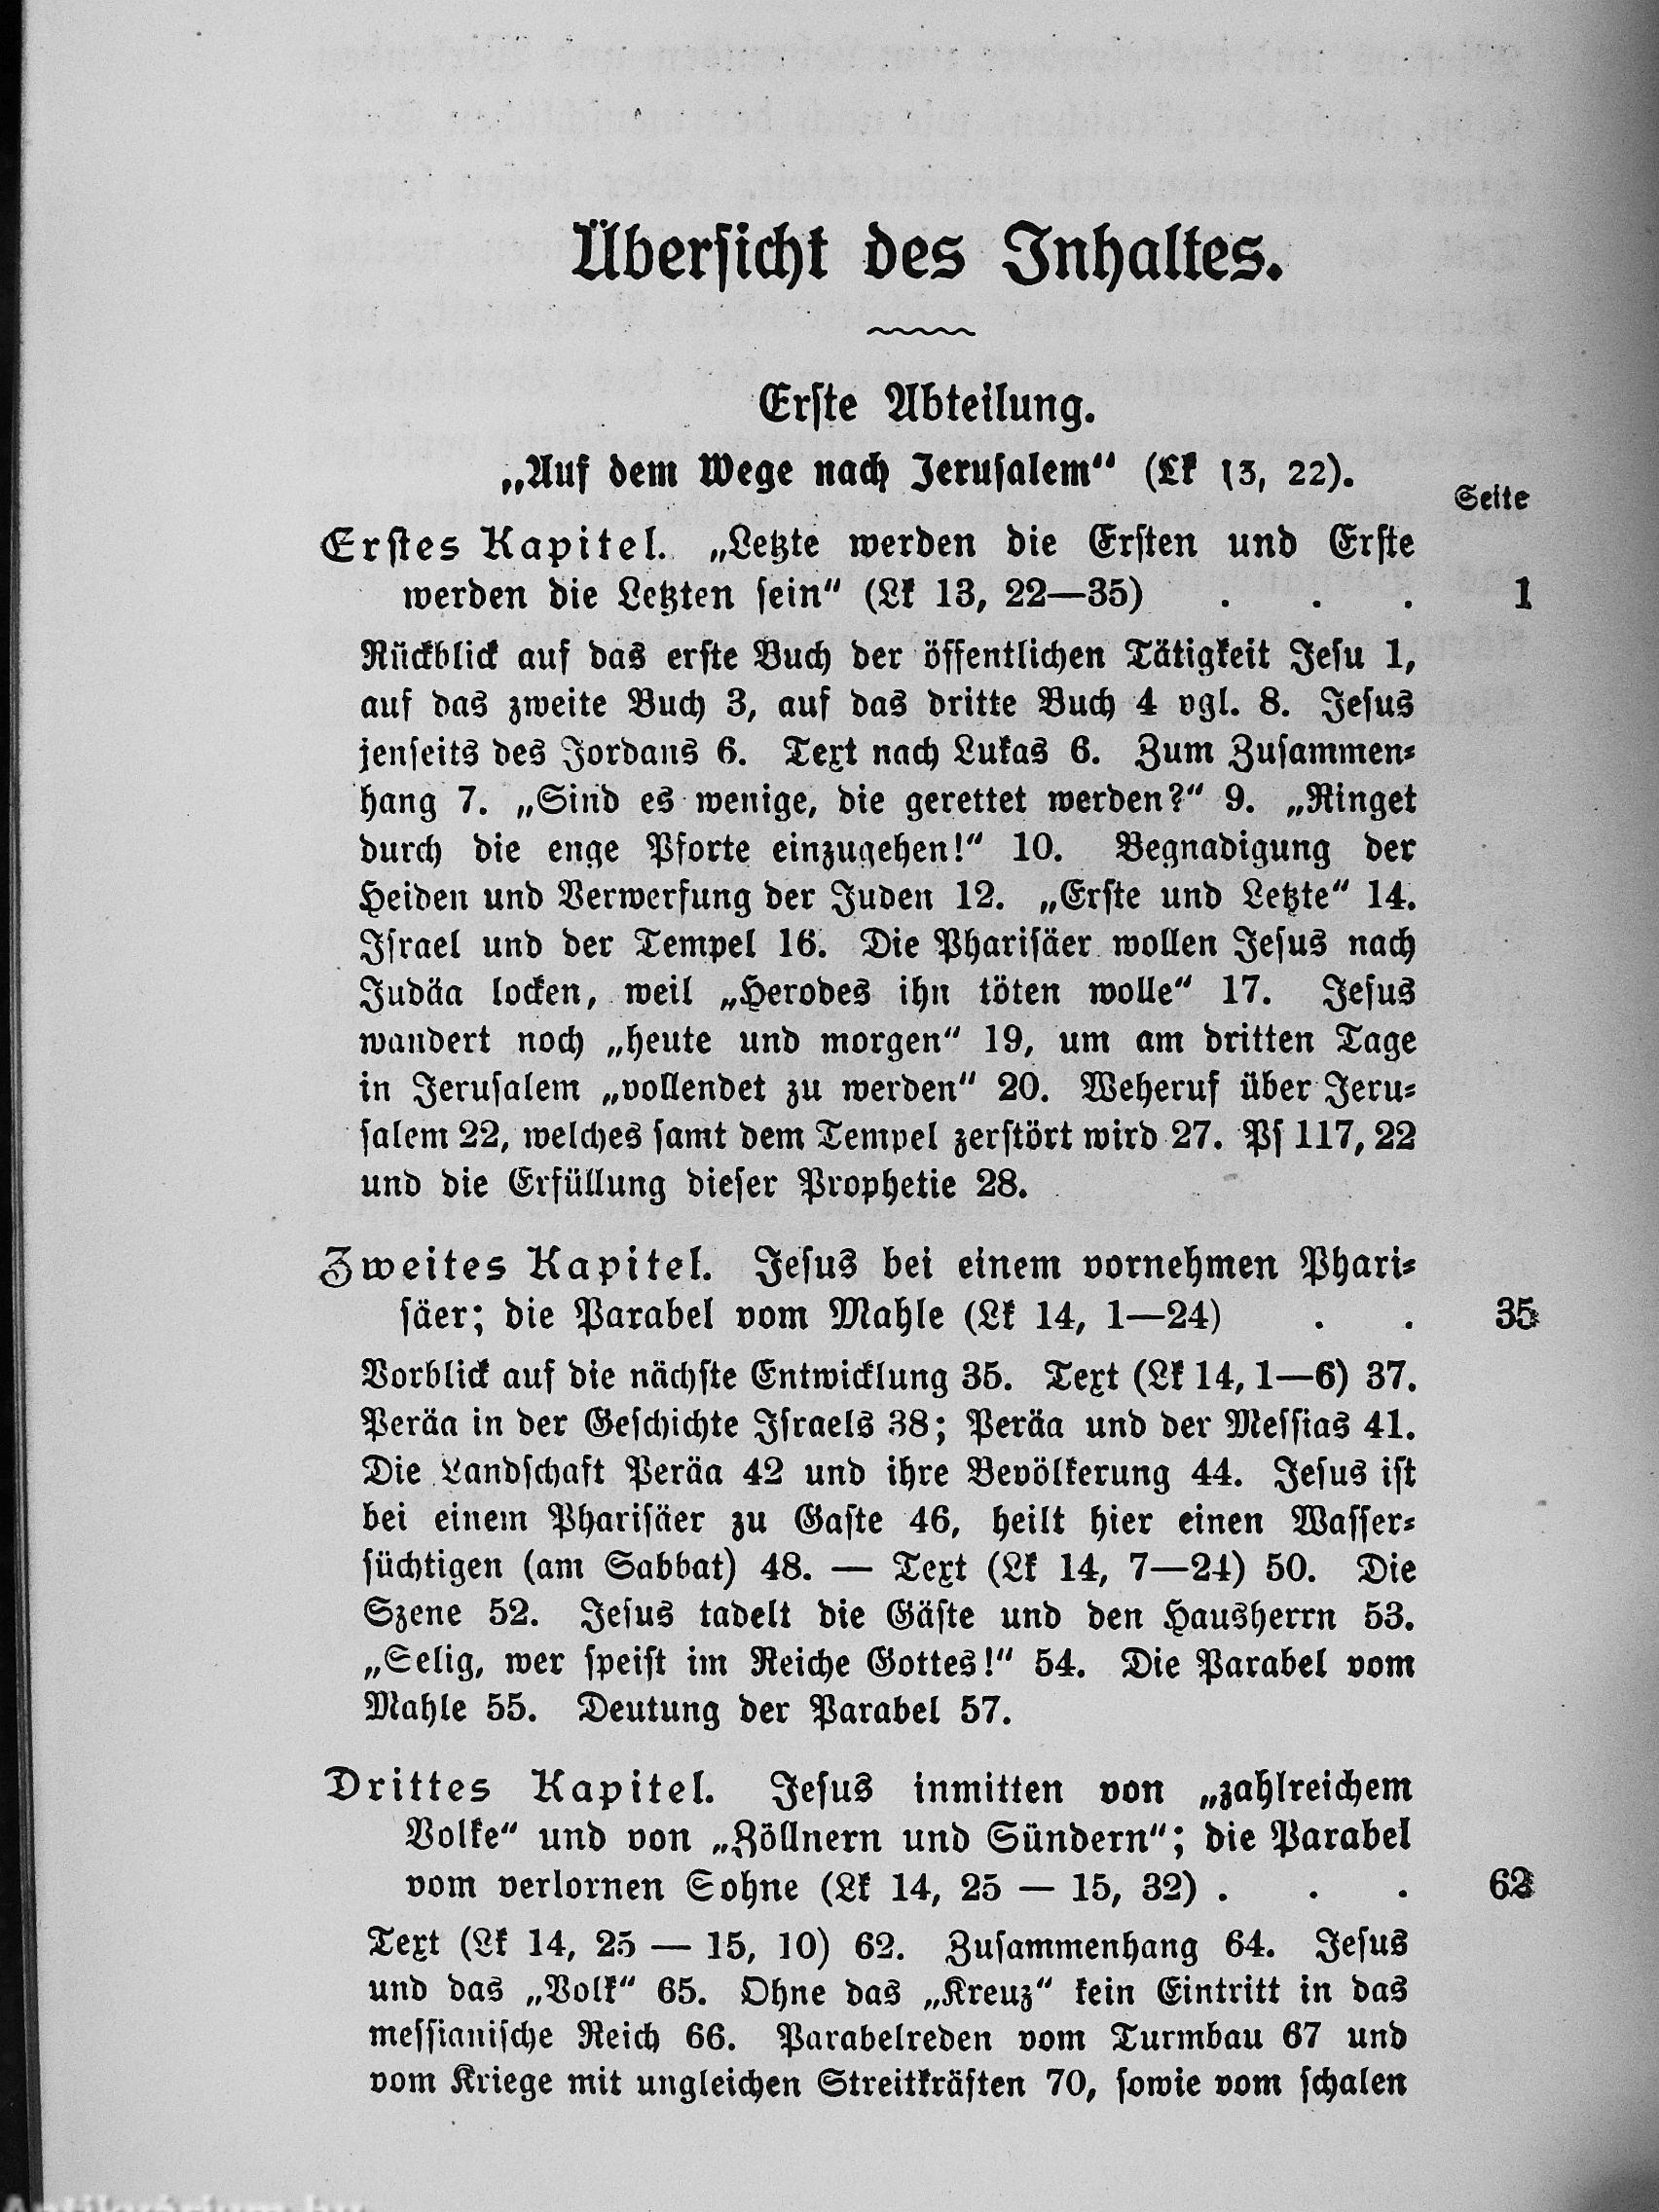 Übersicht des Inhaltes.
Erste Abteilung.
„Auf dem Wege nach Jerusalem“ (Lk 13, 22).
Seite
Erstes Kapitel. „Letzte werden die Ersten und Erste
werden die Letzten sein“ (Lk 13, 22—35) . . . 1
Rückblick auf das erste Buch der öffentlichen Tätigkeit Jesu 1,
auf das zweite Buch 3, auf das dritte Buch 4 vgl. 8. Jesus
jenseits des Jordans 6. Text nach Lukas 6. Zum Zusammen-
hang 7. „Sind es wenige, die gerettet werden?“ 9. „Ringet
durch die enge Pforte einzugehen!“ 10. Begnadigung der
Heiden und Verwerfung der Juden 12. „Erste und Letzte“ 14.
Israel und der Tempel 16. Die Pharisäer wollen Jesus nach
Judäa locken, weil „Herodes ihn töten wolle“ 17. Jesus
wandert noch „heute und morgen“ 19, um am dritten Tage
in Jerusalem „vollendet zu werden“ 20. Weheruf über Jeru-
salem 22, welches samt dem Tempel zerstört wird 27. Ps 117, 22
und die Erfüllung dieser Prophetie 28.
Zweites Kapitel. Jesus bei einem vornehmen Phari-
säer; die Parabel vom Mahle (Lk 14, 1—24) . . 35
Vorblick auf die nächste Entwicklung 35. Text (Lk 14, 1—6) 37.
Peräa in der Geschichte Israels 38; Peräa und der Messias 41.
Die Landschaft Peräa 42 und ihre Bevölkerung 44. Jesus ist
bei einem Pharisäer zu Gaste 46, heilt hier einen Wasser-
süchtigen (am Sabbat) 48. — Text (Lk 14, 7—24) 50. Die
Szene 52. Jesus tadelt die Gäste und den Hausherrn 53.
„Selig, wer speist im Reiche Gottes!“ 54. Die Parabel vom
Mahle 55. Deutung der Parabel 57.
Drittes Kapitel. Jesus inmitten von „zahlreichem
Volke“ und von „Zöllnern und Sündern“; die Parabel
vom verlornen Sohne (Lk 14, 25 — 15, 32) . . . 62
Text (Lk 14, 25 — 15, 10) 62. Zusammenhang 64. Jesus
und das „Volk“ 65. Ohne das „Kreuz“ kein Eintritt in das
messianische Reich 66. Parabelreden vom Turmbau 67 und
vom Kriege mit ungleichen Streitkräften 70, sowie vom schalen